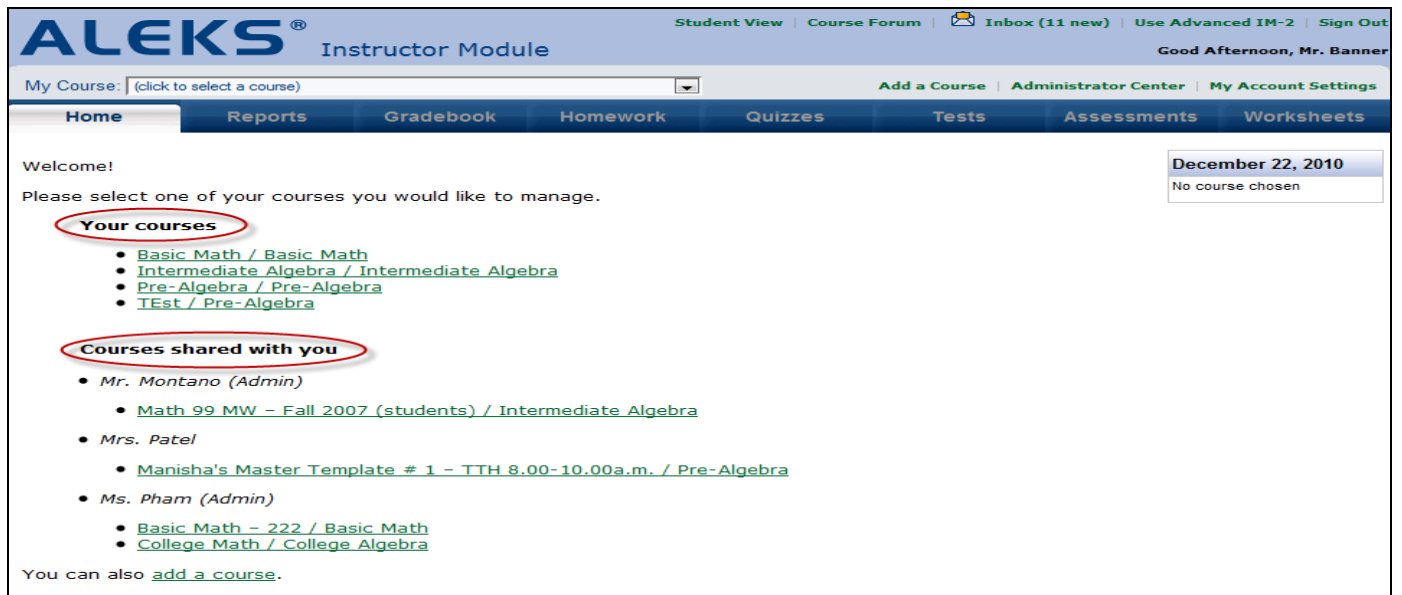 ALEKS®
Instructor Module
Student View | Course Forum | Inbox (11 new) | Use Advanced IM-2 | Sign Out
Good Afternoon, Mr. Banner
My Course: (click to select a course)
Add a Course | Administrator Center | My Account Settings
Home Reports Gradebook Homework Quizzes Tests Assessments Worksheets
Welcome!
December 22, 2010
No course chosen
Please select one of your courses you would like to manage.
Your courses
• Basic Math / Basic Math
• Intermediate Algebra / Intermediate Algebra
• Pre-Algebra / Pre-Algebra
• TEst / Pre-Algebra
Courses shared with you
• Mr. Montano (Admin)
• Math 99 MW – Fall 2007 (students) / Intermediate Algebra
• Mrs. Patel
• Manisha's Master Template # 1 – TTH 8.00-10.00a.m. / Pre-Algebra
• Ms. Pham (Admin)
• Basic Math – 222 / Basic Math
• College Math / College Algebra
You can also add a course.